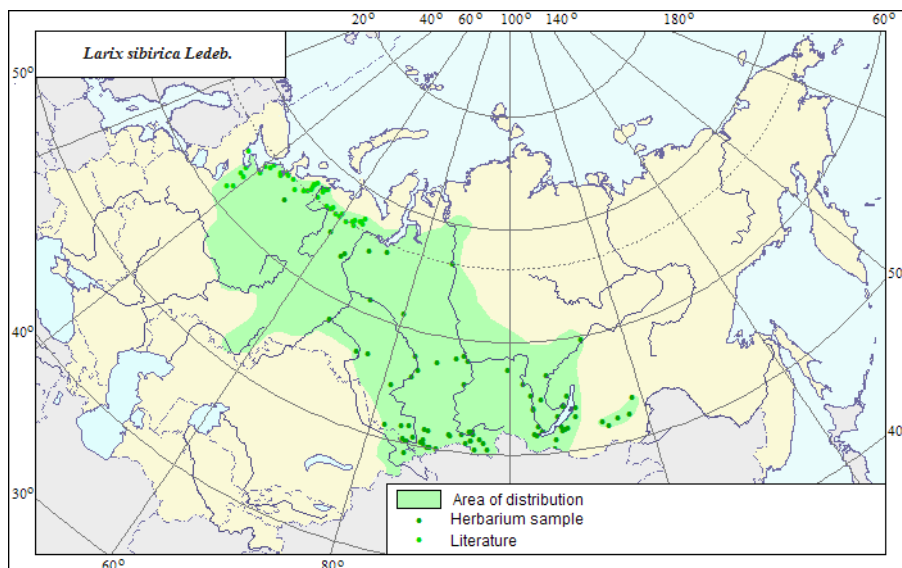 20° 40° 60° 100° 140° 180° 60°
Larix sibirica Ledeb.
50°
50
40°
40
30°
60° 80°
Area of distribution
Herbarium sample
Literature